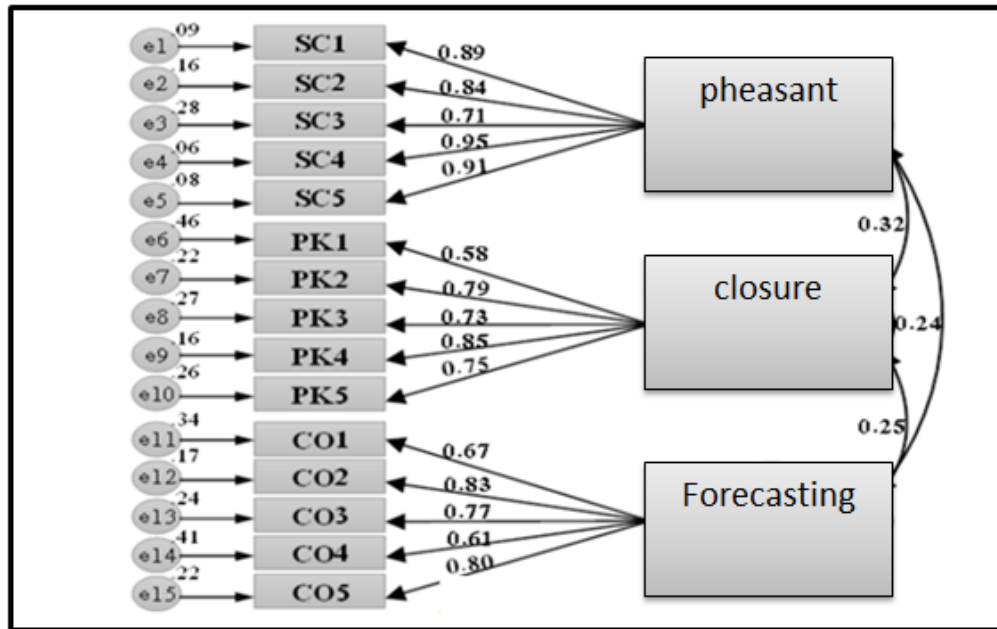 .09
e1 SC1 0.89
.16
e2 SC2 0.84
.28
e3 SC3 0.71
.06
e4 SC4 0.95
.08
e5 SC5 0.91
pheasant
.46
e6 PK1 0.58
.22
e7 PK2 0.79
.27
e8 PK3 0.73
.16
e9 PK4 0.85
.26
e10 PK5 0.75
closure
.34
e11 CO1 0.67
.17
e12 CO2 0.83
.24
e13 CO3 0.77
.41
e14 CO4 0.61
.22
e15 CO5 0.80
Forecasting
0.32
0.24
0.25